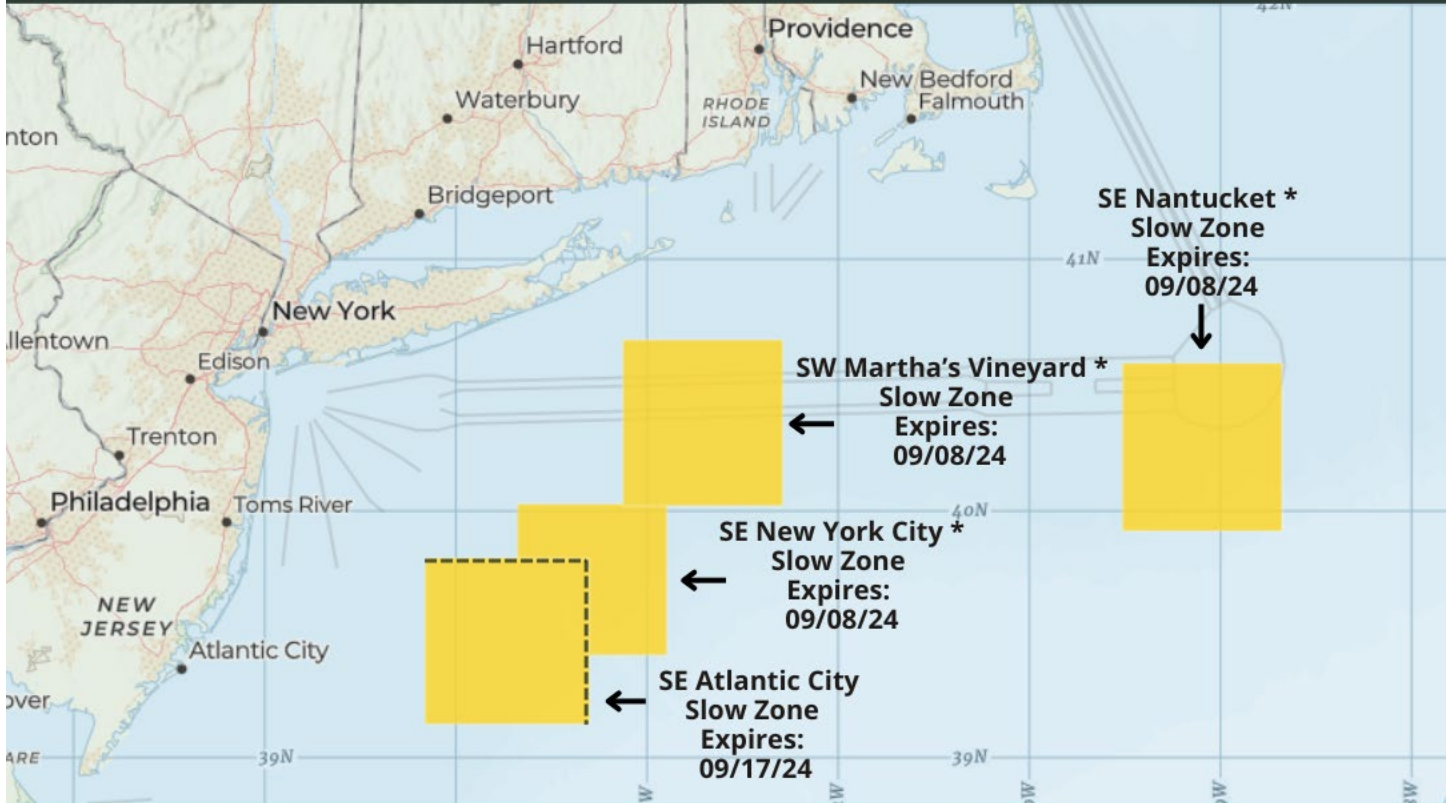 42N
Providence
Hartford
New Bedford
Waterbury
Falmouth
RHODE
ISLAND
nton
Bridgeport
SE Nantucket *
Slow Zone
Expires:
09/08/24
41N
New York
llentown
Edison
SW Martha's Vineyard *
Slow Zone
Expires:
09/08/24
Trenton
Philadelphia
Toms River
40N
SE New York City *
Slow Zone
Expires:
09/08/24
NEW
JERSEY
Atlantic City
SE Atlantic City
Slow Zone
Expires:
09/17/24
over
ARE
39N
39N
W
W
W
W
W